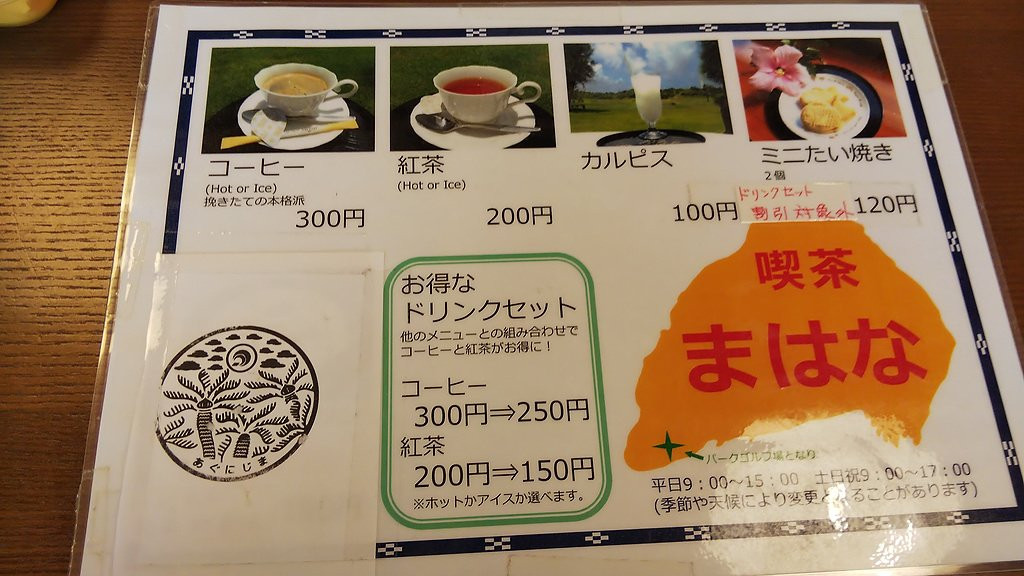 コーヒー
(Hot or Ice)
挽きたての本格派
300円
紅茶
(Hot or Ice)
200円
カルピス
100円
ミニたい焼き
2個
ドリンクセット
割引対象外
120円
あぐにじま
お得な
ドリンクセット
他のメニューとの組み合わせで
コーヒーと紅茶がお得に！
コーヒー
300円⇒250円
紅茶
200円⇒150円
※ホットかアイスか選べます。
喫茶
まはな
パークゴルフ場となり
平日9：00～15：00 土日祝9：00～17：00
(季節や天候により変更となることがあります)